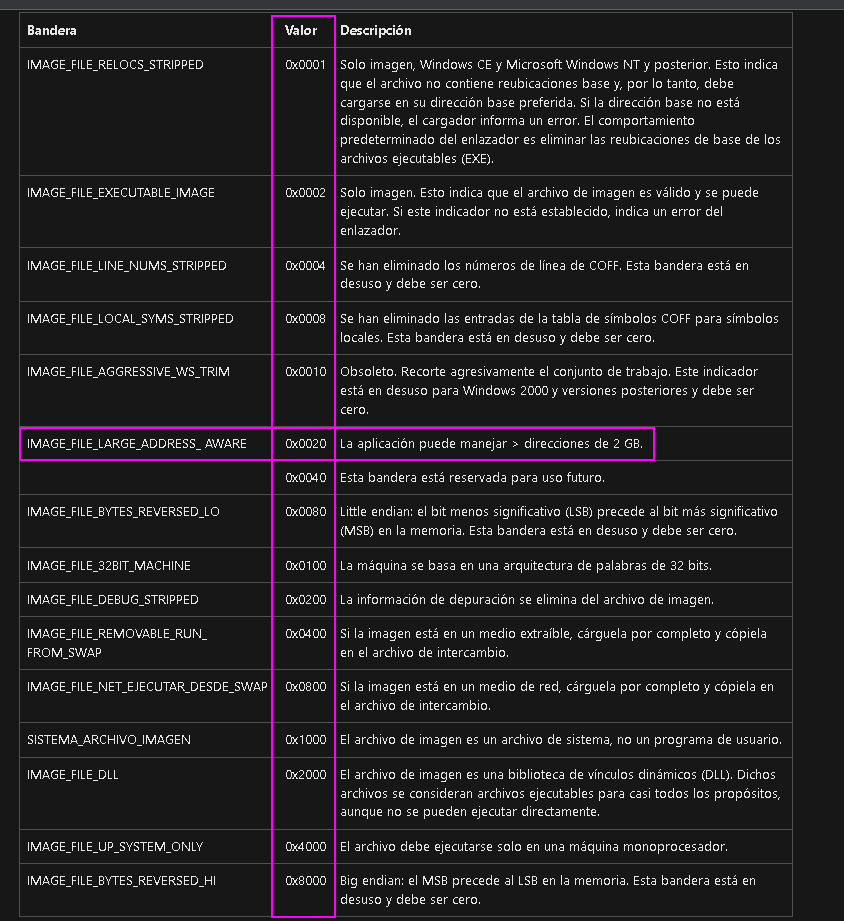 Bandera Valor Descripción
IMAGE_FILE_RELOCS_STRIPPED 0x0001 Solo imagen, Windows CE y Microsoft Windows NT y posterior. Esto indica
que el archivo no contiene reubicaciones base y, por lo tanto, debe
cargarse en su dirección base preferida. Si la dirección base no está
disponible, el cargador informa un error. El comportamiento
predeterminado del enlazador es eliminar las reubicaciones de base de los
archivos ejecutables (EXE).
IMAGE_FILE_EXECUTABLE_IMAGE 0x0002 Solo imagen. Esto indica que el archivo de imagen es válido y se puede
ejecutar. Si este indicador no está establecido, indica un error del
enlazador.
IMAGE_FILE_LINE_NUMS_STRIPPED 0x0004 Se han eliminado los números de línea de COFF. Esta bandera está en
desuso y debe ser cero.
IMAGE_FILE_LOCAL_SYMS_STRIPPED 0x0008 Se han eliminado las entradas de la tabla de símbolos COFF para símbolos
locales. Esta bandera está en desuso y debe ser cero.
IMAGE_FILE_AGGRESSIVE_WS_TRIM 0x0010 Obsoleto. Recorte agresivamente el conjunto de trabajo. Este indicador
está en desuso para Windows 2000 y versiones posteriores y debe ser
cero.
IMAGE_FILE_LARGE_ADDRESS_ AWARE 0x0020 La aplicación puede manejar > direcciones de 2 GB.
0x0040 Esta bandera está reservada para uso futuro.
IMAGE_FILE_BYTES_REVERSED_LO 0x0080 Little endian: el bit menos significativo (LSB) precede al bit más significativo
(MSB) en la memoria. Esta bandera está en desuso y debe ser cero.
IMAGE_FILE_32BIT_MACHINE 0x0100 La máquina se basa en una arquitectura de palabras de 32 bits.
IMAGE_FILE_DEBUG_STRIPPED 0x0200 La información de depuración se elimina del archivo de imagen.
IMAGE_FILE_REMOVABLE_RUN_ 0x0400 Si la imagen está en un medio extraíble, cárguela por completo y cópiela
FROM_SWAP en el archivo de intercambio.
IMAGE_FILE_NET_EJECUTAR_DESDE_SWAP 0x0800 Si la imagen está en un medio de red, cárguela por completo y cópiela en
el archivo de intercambio.
SISTEMA_ARCHIVO_IMAGEN 0x1000 El archivo de imagen es un archivo de sistema, no un programa de usuario.
IMAGE_FILE_DLL 0x2000 El archivo de imagen es una biblioteca de vínculos dinámicos (DLL). Dichos
archivos se consideran archivos ejecutables para casi todos los propósitos,
aunque no se pueden ejecutar directamente.
IMAGE_FILE_UP_SYSTEM_ONLY 0x4000 El archivo debe ejecutarse solo en una máquina monoprocesador.
IMAGE_FILE_BYTES_REVERSED_HI 0x8000 Big endian: el MSB precede al LSB en la memoria. Esta bandera está en
desuso y debe ser cero.